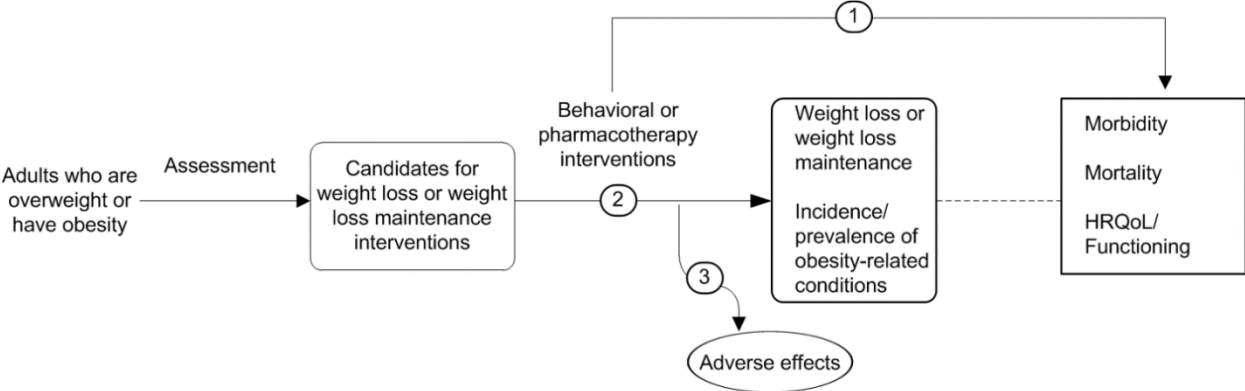 1
Behavioral or
pharmacotherapy
interventions
Adults who are
overweight or
have obesity
Assessment
Candidates for
weight loss or weight
loss maintenance
interventions
2
3
Adverse effects
Weight loss or
weight loss
maintenance
Incidence/
prevalence of
obesity-related
conditions
Morbidity
Mortality
HRQoL/
Functioning